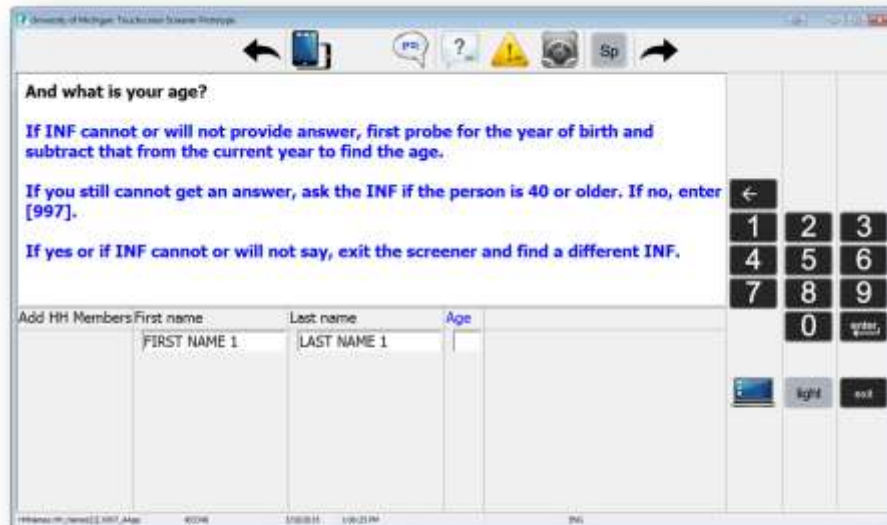 University of Michigan Touchscreen Screener Prototype
?
!
Sp
And what is your age?
If INF cannot or will not provide answer, first probe for the year of birth and
subtract that from the current year to find the age.
If you still cannot get an answer, ask the INF if the person is 40 or older. If no, enter
[997].
If yes or if INF cannot or will not say, exit the screener and find a different INF.
1 2 3
4 5 6
7 8 9
0 enter
Add HH Members First name Last name Age
FIRST NAME 1 LAST NAME 1
light exit
ENG